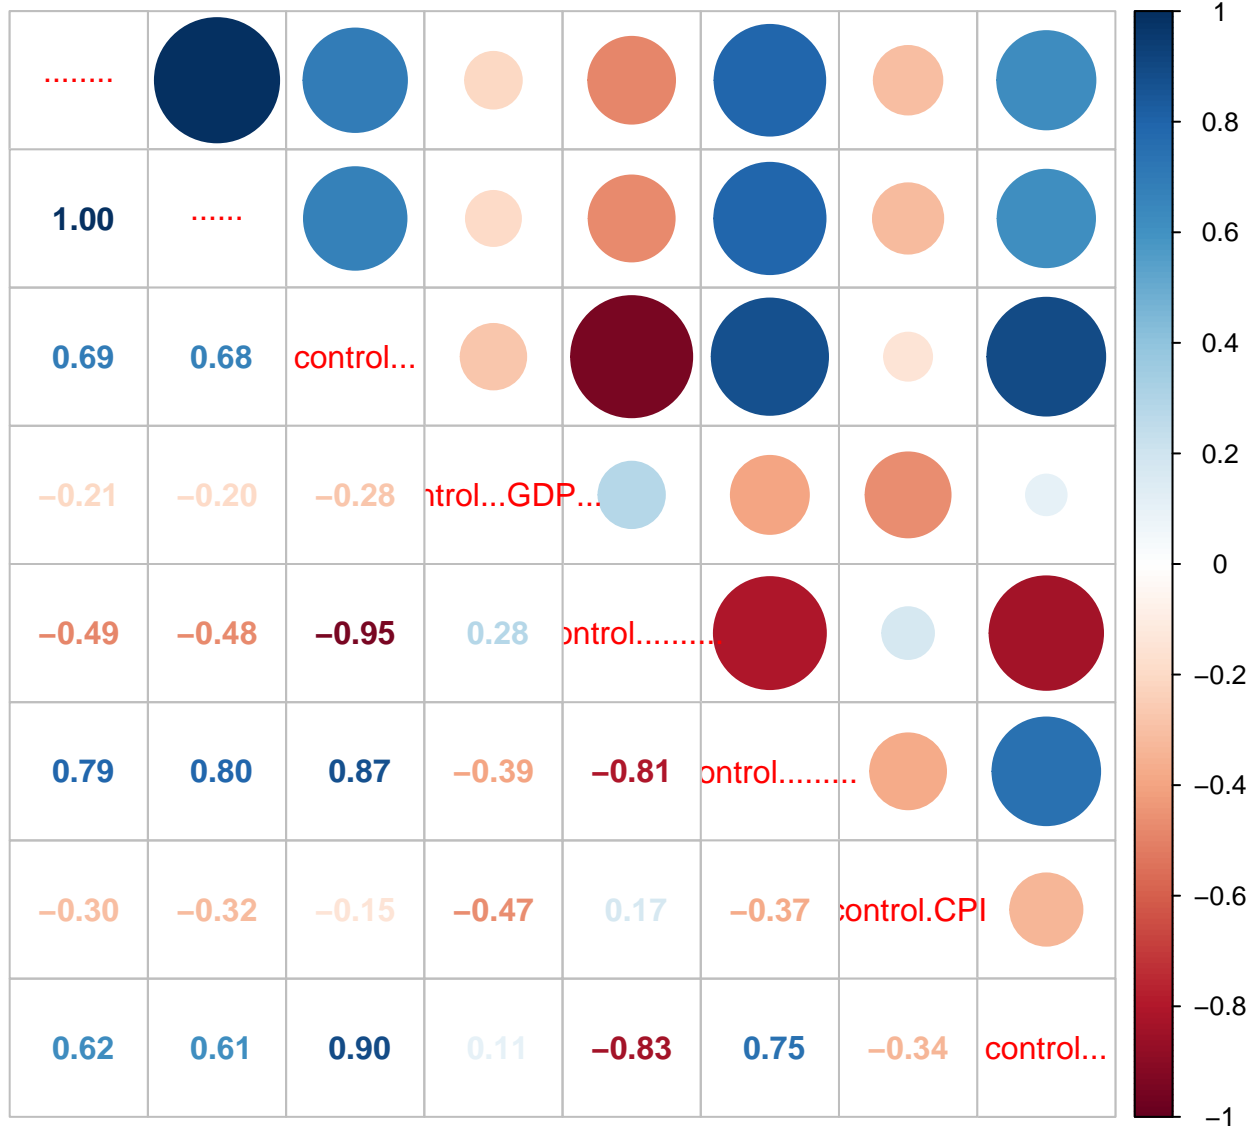 ........ 1
0.8
1.00 ...... 0.6
0.69 0.68 control... 0.4
0.2
−0.21 −0.20 −0.28 ntrol...GDP...
0
−0.49 −0.48 −0.95 0.28 ontrol.........
−0.2
0.79 0.80 0.87 −0.39 −0.81 ontrol.........
−0.4
−0.30 −0.32 −0.15 −0.47 0.17 −0.37 control.CPI
−0.6
−0.8
0.62 0.61 0.90 0.11 −0.83 0.75 −0.34 control...
−1